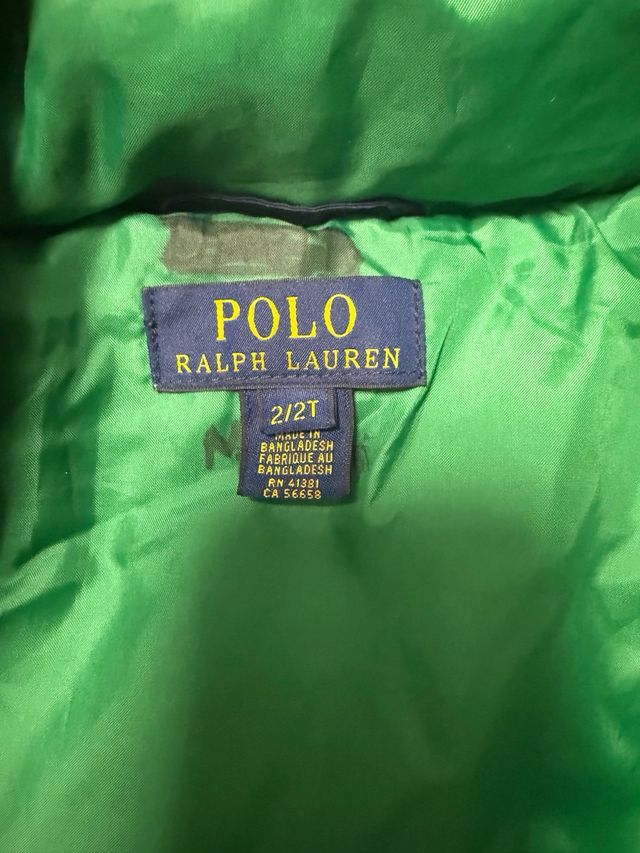 POLO
RALPH LAUREN
2/2T
MADE IN
BANGLADESH
FABRIQUE AU
BANGLADESH
RN 41381
CA 56658